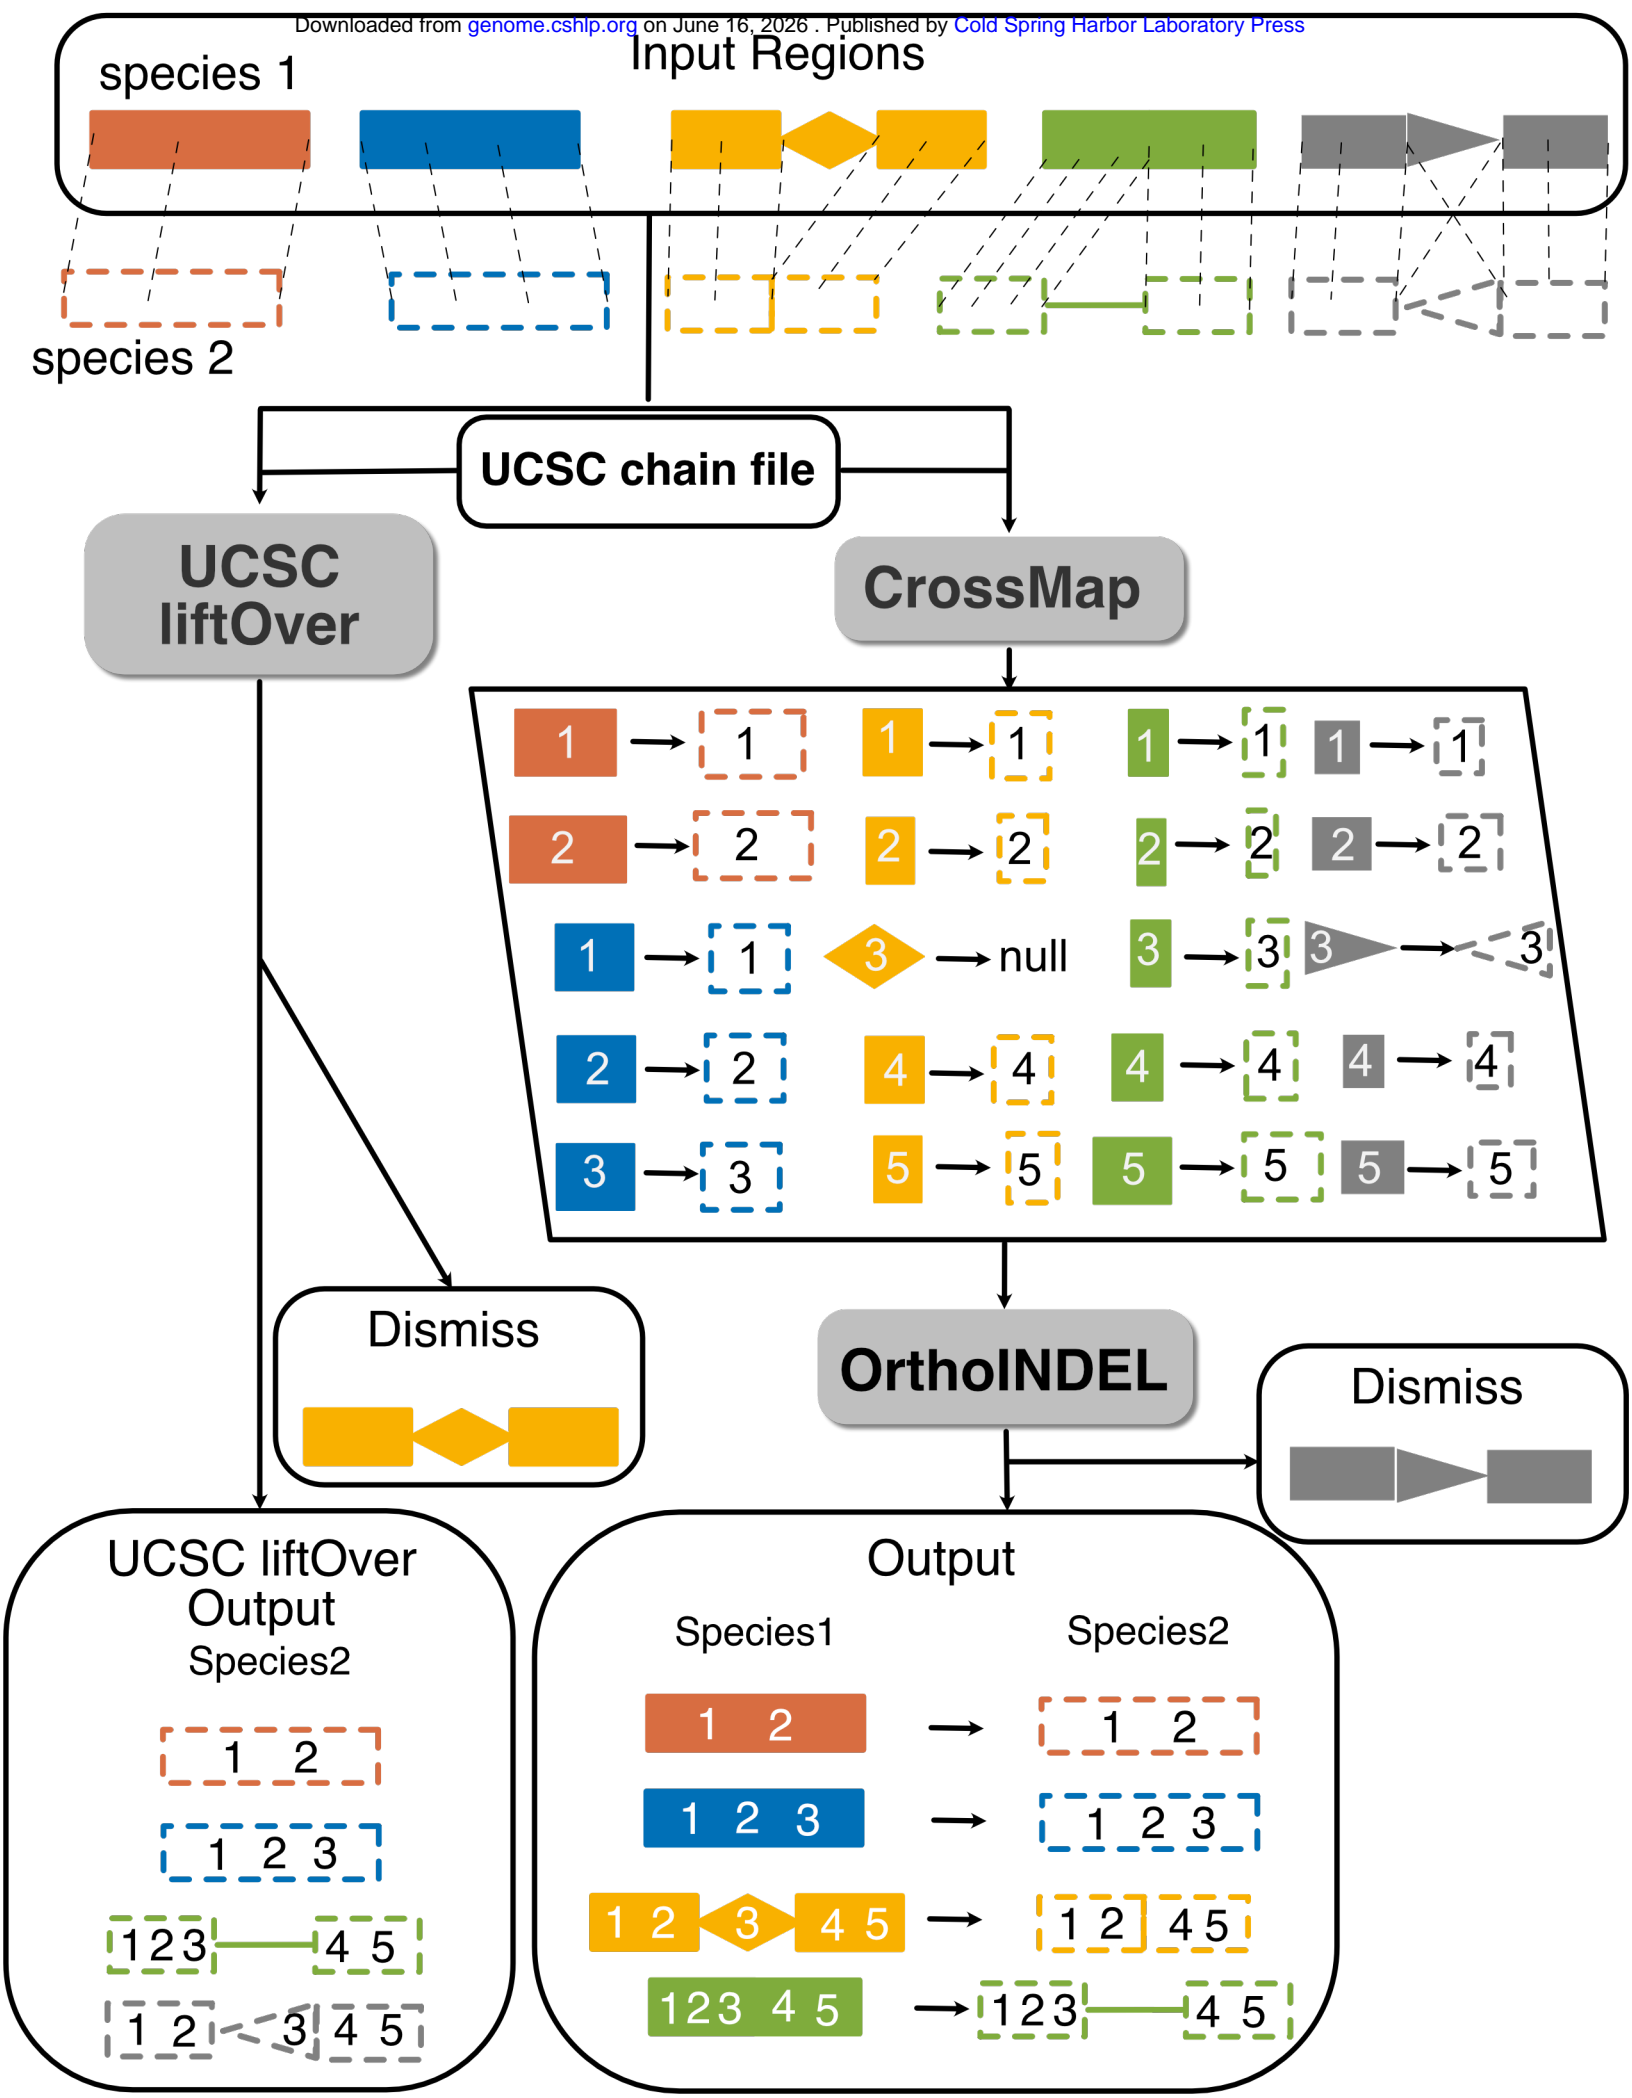 Downloaded from genome.cshlp.org on June 16, 2026 . Published by Cold Spring Harbor Laboratory Press
Input Regions
species 1
species 2
UCSC chain file
UCSC
liftOver
CrossMap
1 1 1 1 1 1 1 1
2 2 2 2 2 2 2 2
1 1 3 null 3 3 3 3
2 2 4 4 4 4 4 4
3 3 5 5 5 5 5 5
Dismiss
OrthoINDEL
Dismiss
UCSC liftOver
Output
Species2
1 2
1 2 3
123 4 5
1 2 3 4 5
Output
Species1 Species2
1 2 1 2
1 2 3 1 2 3
1 2 3 4 5 1 2 4 5
123 4 5 123 4 5